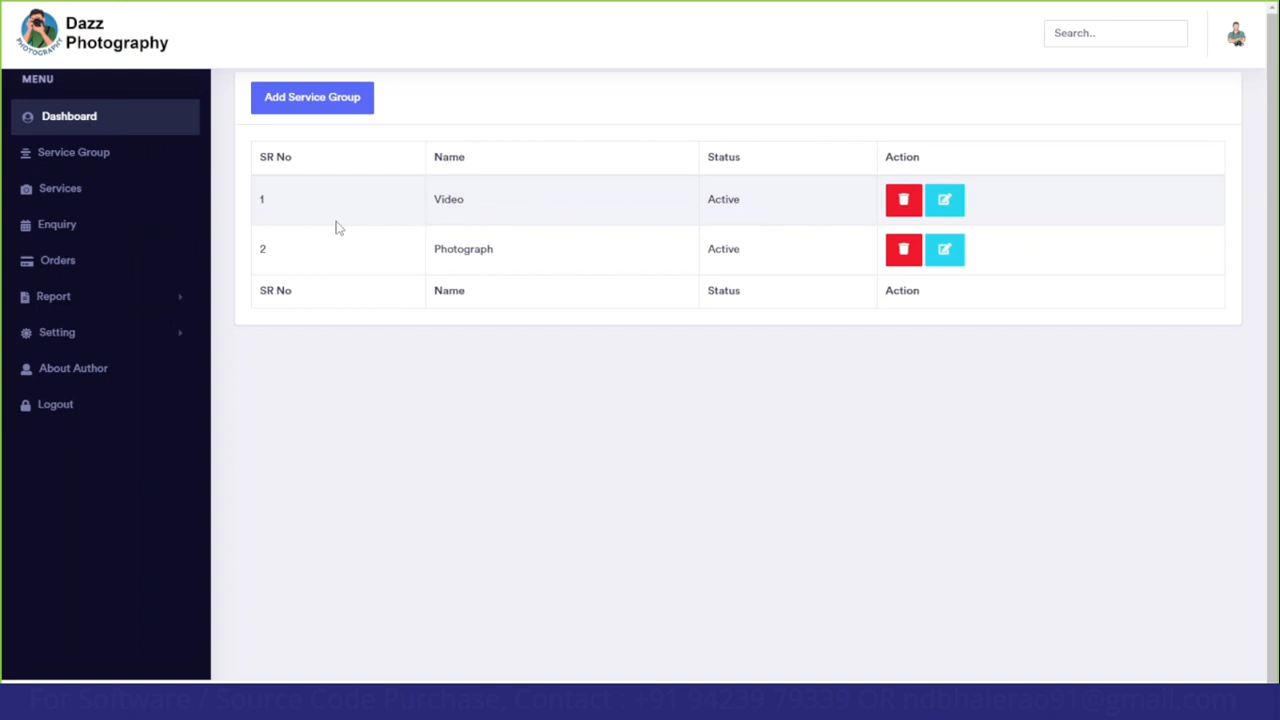 Dazz
Photography
PHOTOGRAPHY
Search..
MENU
Dashboard
Service Group
Services
Enquiry
Orders
Report
Setting
About Author
Logout
Add Service Group
SR No Name Status Action
1 Video Active
2 Photograph Active
SR No Name Status Action
For Software / Source Code Purchase, Contact : +91 94239 79339 OR ndbhalerao91@gmail.com